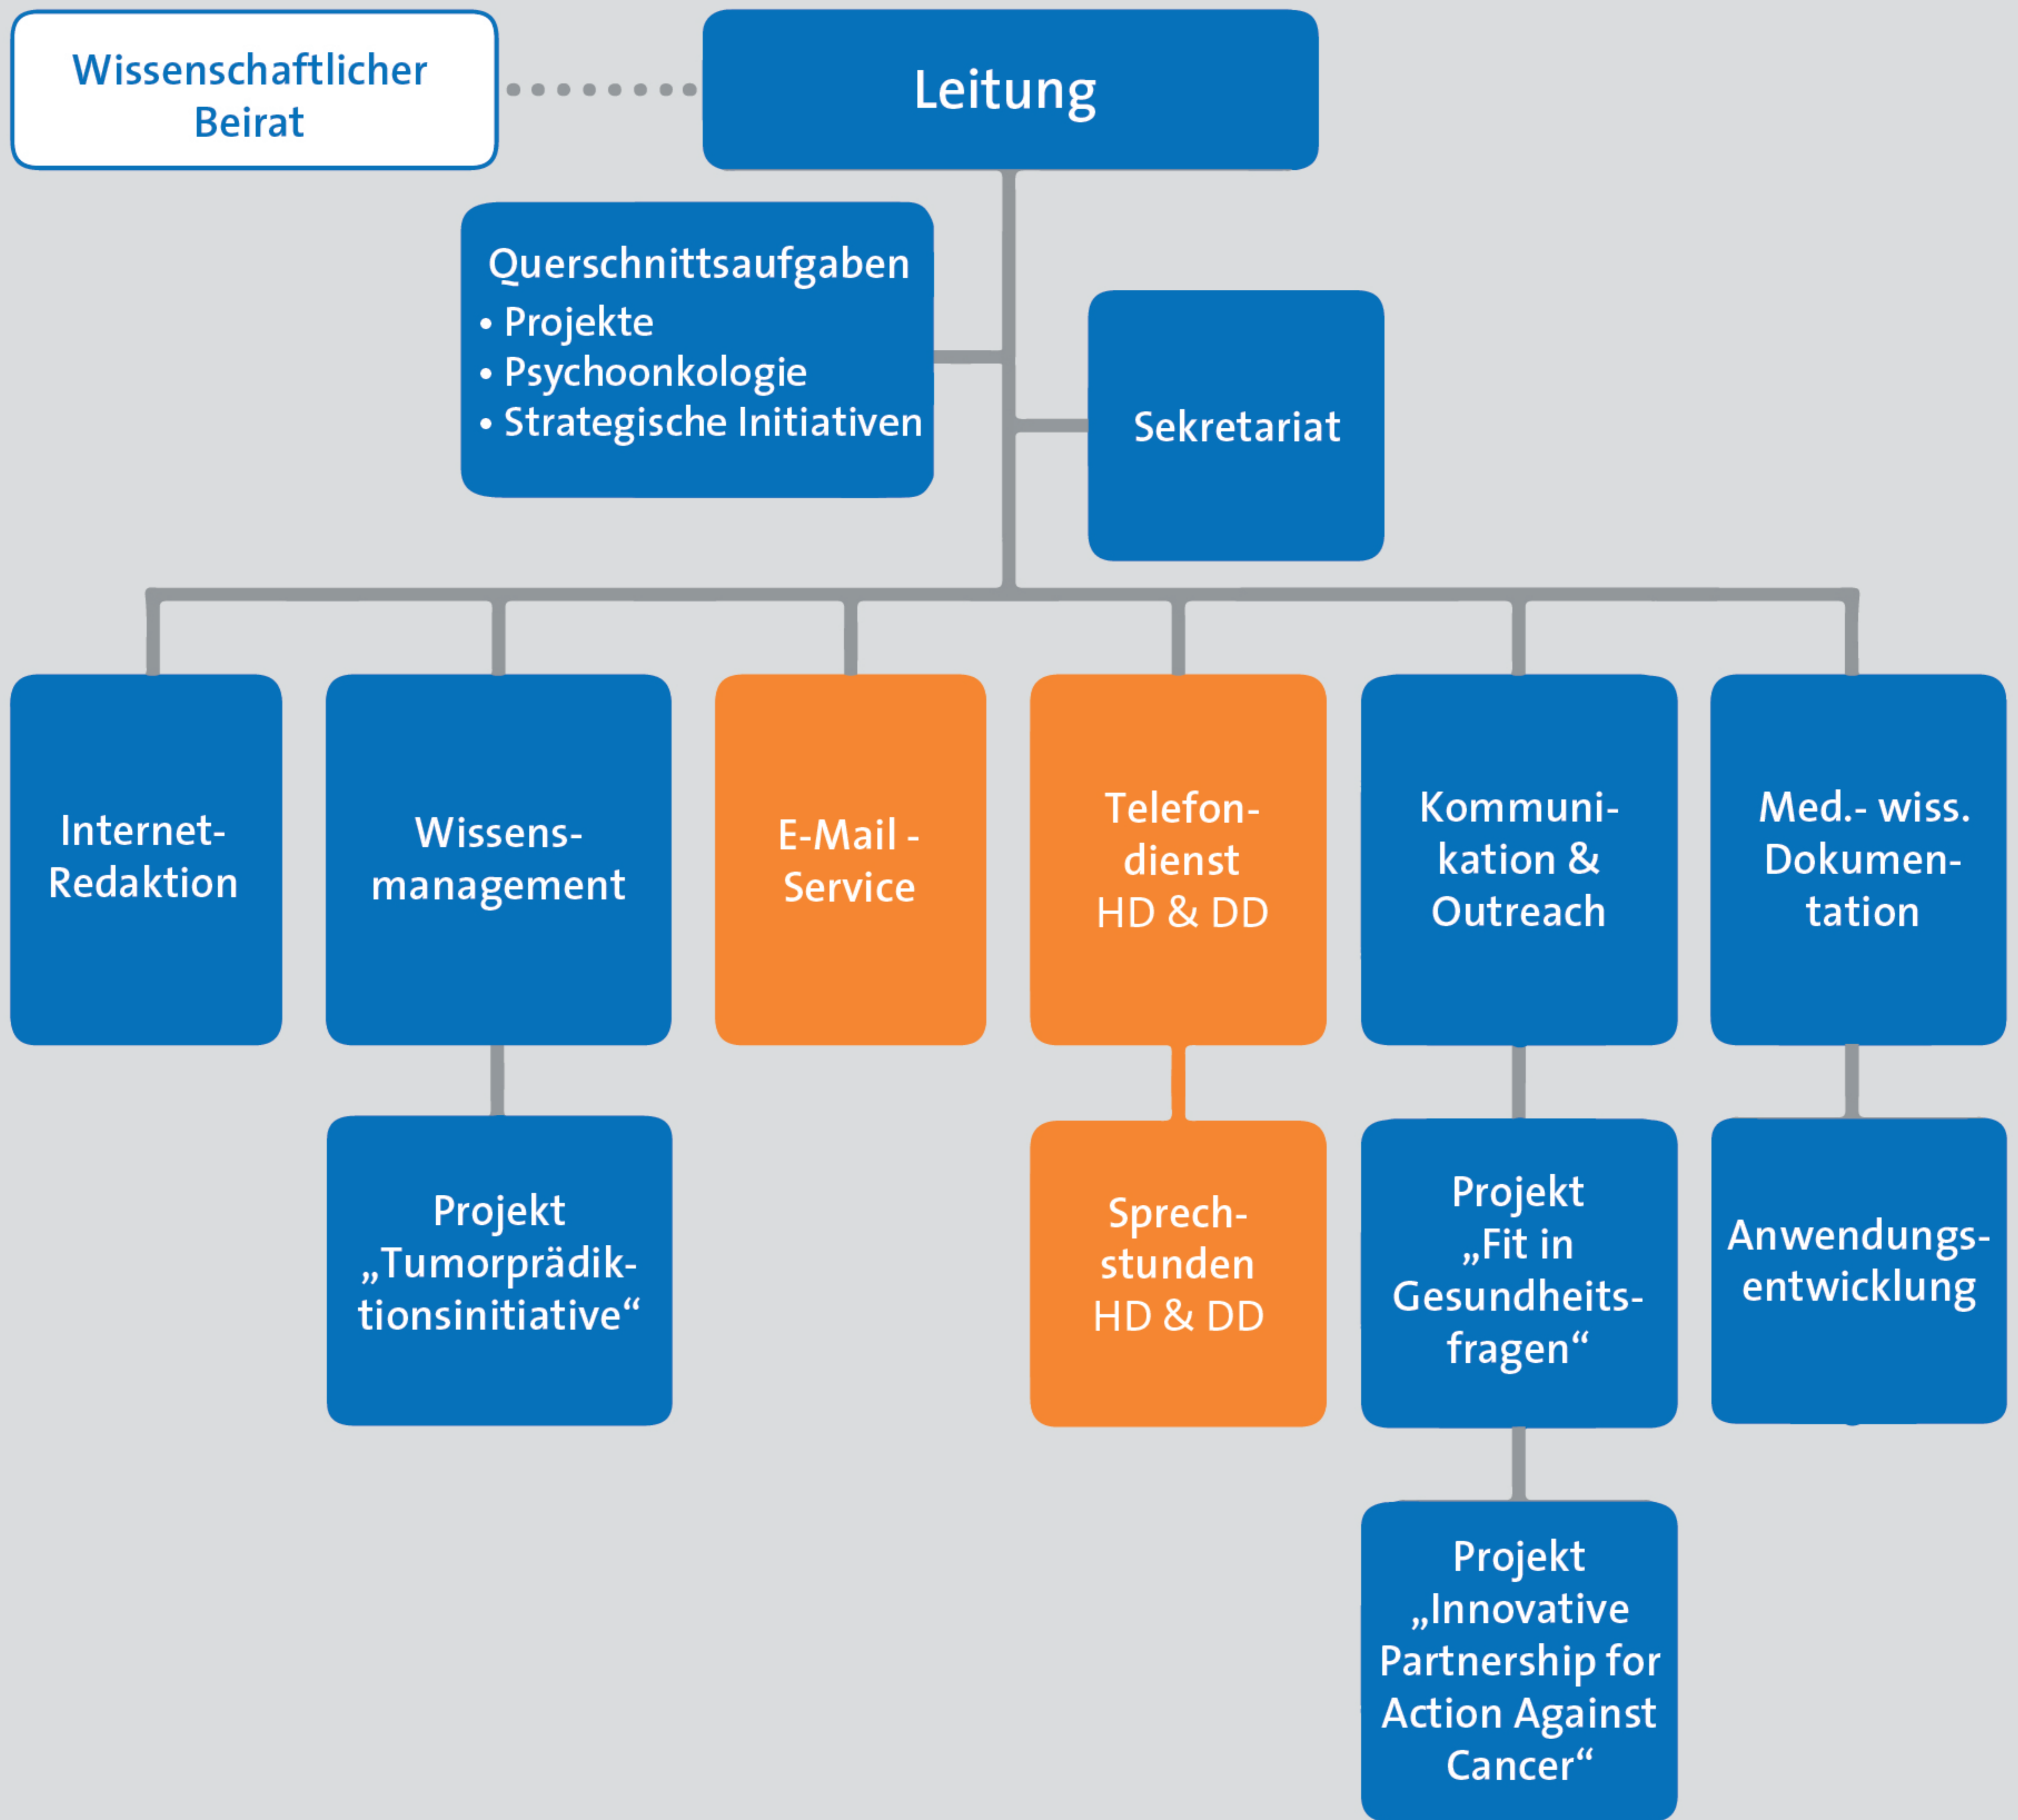 Wissenschaftlicher
Beirat
Leitung
Querschnittsaufgaben
• Projekte
• Psychoonkologie
• Strategische Initiativen
Sekretariat
Internet-
Redaktion
Wissens-
management
E-Mail -
Service
Telefon-
dienst
HD & DD
Kommuni-
kation &
Outreach
Med.- wiss.
Dokumen-
tation
Projekt
„Tumorprädik-
tionsinitiative“
Sprech-
stunden
HD & DD
Projekt
„Fit in
Gesundheits-
fragen“
Anwendungs-
entwicklung
Projekt
„Innovative
Partnership for
Action Against
Cancer“